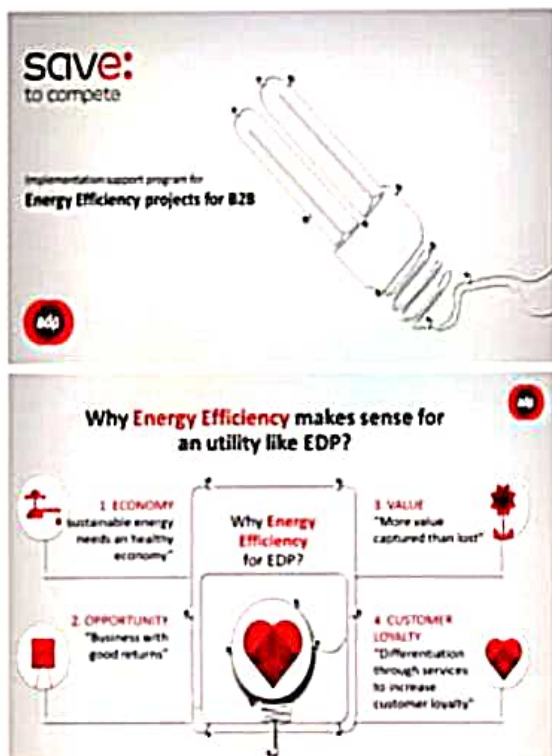 save:
to compete
Implementation support program for
Energy Efficiency projects for B2B
edp
edp
Why Energy Efficiency makes sense for
an utility like EDP?
1. ECONOMY
sustainable energy
needs an healthy
economy"
Why Energy
Efficiency
for EDP?
3. VALUE
"More value
captured than lost"
2. OPPORTUNITY
"Business with
good returns"
4. CUSTOMER
LOYALTY
"Differentiation
through services
to increase
customer loyalty"